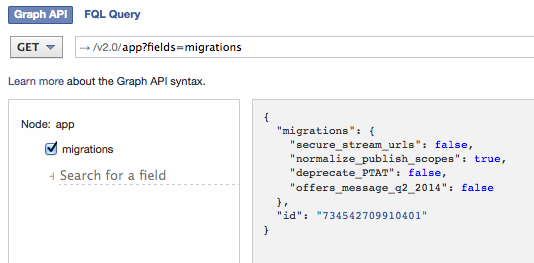 Graph API FQL Query
GET → /v2.0/app?fields=migrations
Learn more about the Graph API syntax.
Node: app
migrations
Search for a field
{
"migrations": {
"secure_stream_urls": false,
"normalize_publish_scopes": true,
"deprecate_PTAT": false,
"offers_message_q2_2014": false
},
"id": "734542709910401"
}